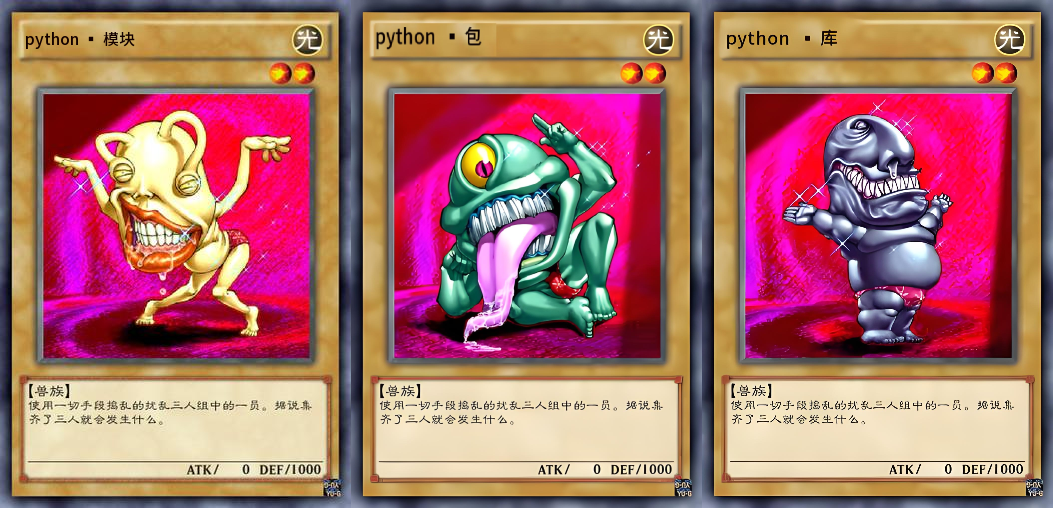 python · 模块
光
【兽族】
使用一切手段捣乱的扰乱三人组中的一员。据说集
齐了三人就会发生什么。
ATK/ 0 DEF/1000
python · 包
光
【兽族】
使用一切手段捣乱的扰乱三人组中的一员。据说集
齐了三人就会发生什么。
ATK/ 0 DEF/1000
python · 库
光
【兽族】
使用一切手段捣乱的扰乱三人组中的一员。据说集
齐了三人就会发生什么。
ATK/ 0 DEF/1000